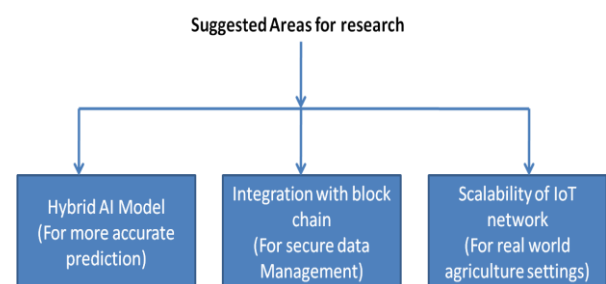 Suggested Areas for research
Hybrid AI Model
(For more accurate
prediction)
Integration with block
chain
(For secure data
Management)
Scalability of IoT
network
(For real world
agriculture settings)